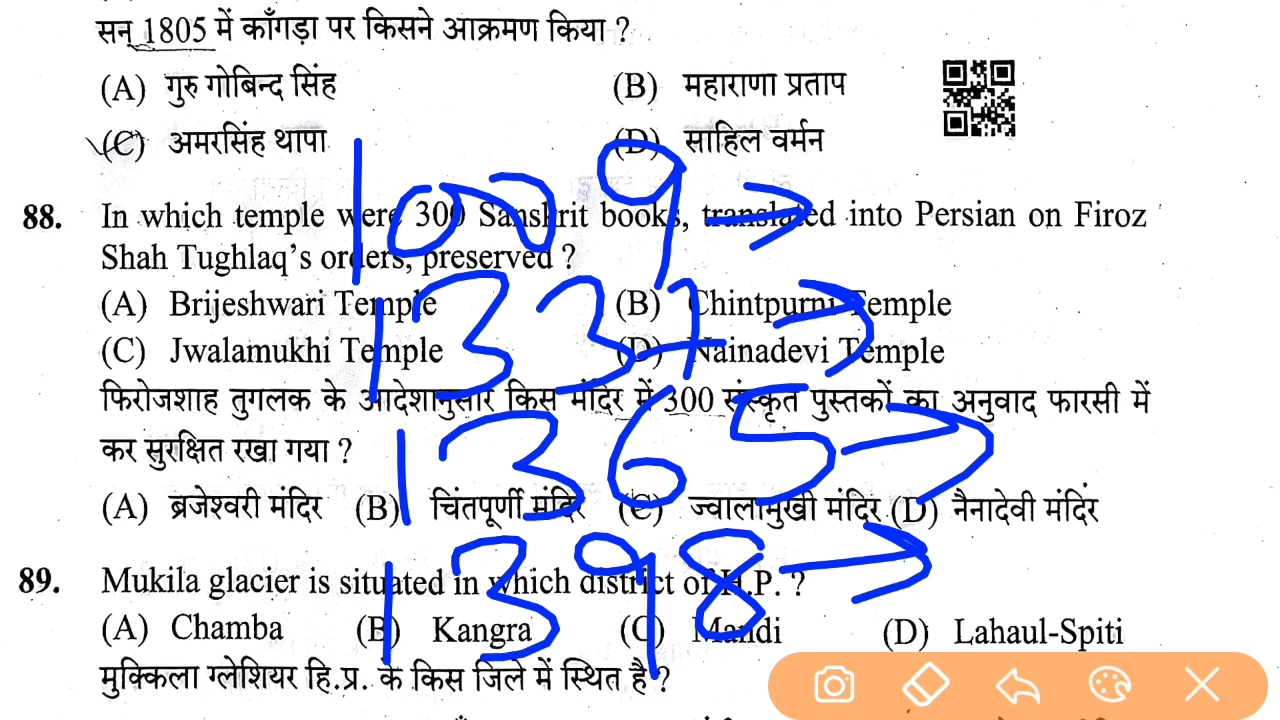 सन् 1805 में काँगड़ा पर किसने आक्रमण किया ?
(A) गुरु गोबिन्द सिंह (B) महाराणा प्रताप
(C) अमरसिंह थापा (D) साहिल वर्मन
1009 →
88. In which temple were 300 Sanskrit books, translated into Persian on Firoz
Shah Tughlaq's orders, preserved ?
1337 →
(A) Brijeshwari Temple (B) Chintpurni Temple
(C) Jwalamukhi Temple (D) Nainadevi Temple
फिरोजशाह तुगलक के आदेशानुसार किस मंदिर में 300 संस्कृत पुस्तकों का अनुवाद फारसी में
1365 →
कर सुरक्षित रखा गया ?
(A) ब्रजेश्वरी मंदिर (B) चिंतपूर्णी मंदिर (C) ज्वालामुखी मंदिर (D) नैनादेवी मंदिर
1398 →
89. Mukila glacier is situated in which district of H.P. ?
(A) Chamba (B) Kangra (C) Mandi (D) Lahaul-Spiti
मुक्किला ग्लेशियर हि.प्र. के किस जिले में स्थित है ?